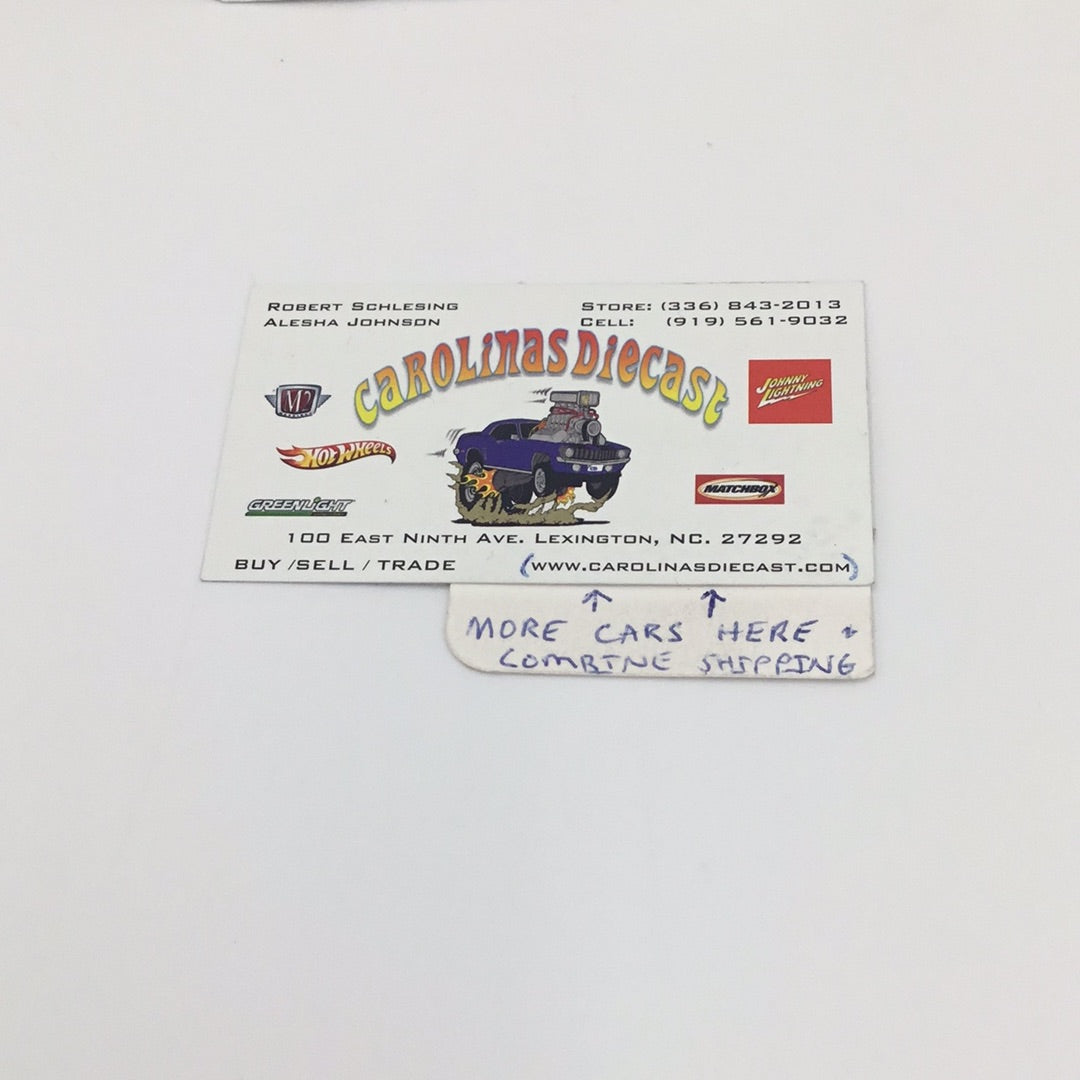 ROBERT SCHLESING
ALESHA JOHNSON
STORE: (336) 843-2013
CELL: (919) 561-9032
CAROLINAS DIECAST
M2
JOHNNY LIGHTNING
HOT WHEELS
GREENLIGHT
MATCHBOX
100 EAST NINTH AVE. LEXINGTON, NC. 27292
BUY /SELL / TRADE (WWW.CAROLINASDIECAST.COM)
↑ ↑
MORE CARS HERE +
COMBINE SHIPPING